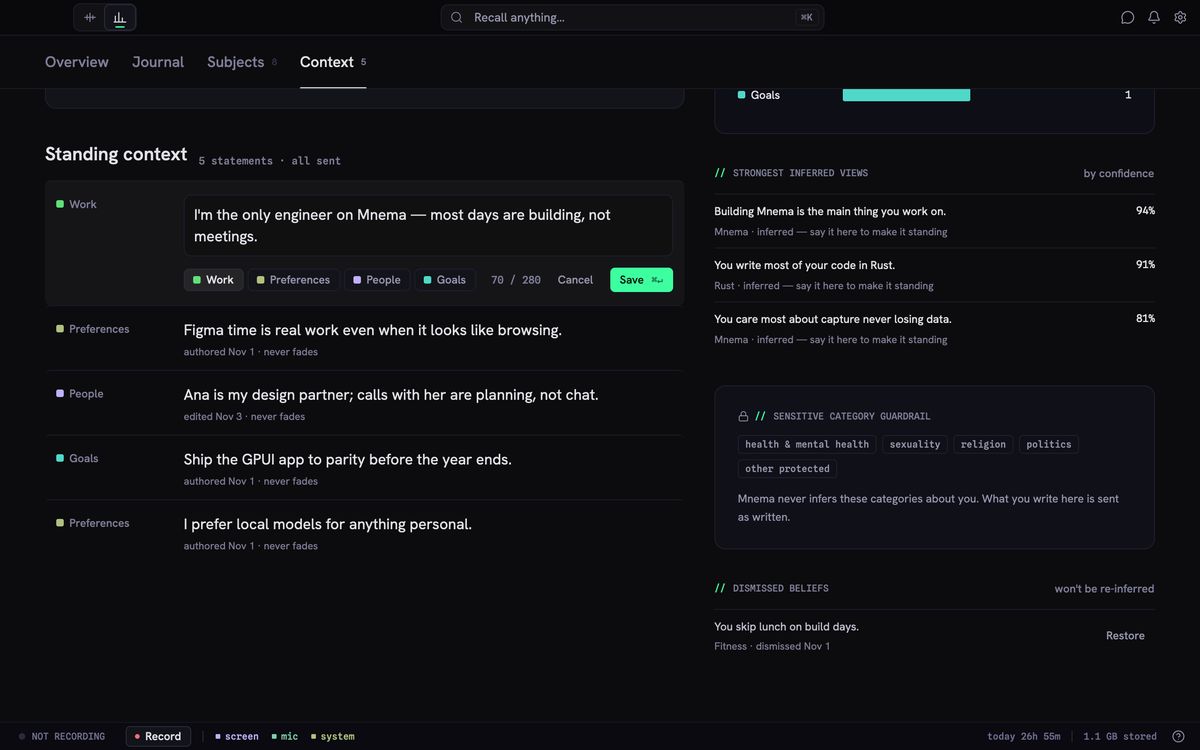 Recall anything...
⌘K
Overview
Journal
Subjects 8
Context 5
Goals
1
Standing context
5 statements · all sent
Work
I'm the only engineer on Mnema — most days are building, not
meetings.
Work
Preferences
People
Goals
70 / 280
Cancel
Save ⌘↵
Preferences
Figma time is real work even when it looks like browsing.
authored Nov 1 · never fades
People
Ana is my design partner; calls with her are planning, not chat.
edited Nov 3 · never fades
Goals
Ship the GPUI app to parity before the year ends.
authored Nov 1 · never fades
Preferences
I prefer local models for anything personal.
authored Nov 1 · never fades
// STRONGEST INFERRED VIEWS
by confidence
Building Mnema is the main thing you work on.
94%
Mnema · inferred — say it here to make it standing
You write most of your code in Rust.
91%
Rust · inferred — say it here to make it standing
You care most about capture never losing data.
81%
Mnema · inferred — say it here to make it standing
// SENSITIVE CATEGORY GUARDRAIL
health & mental health
sexuality
religion
politics
other protected
Mnema never infers these categories about you. What you write here is sent
as written.
// DISMISSED BELIEFS
won't be re-inferred
You skip lunch on build days.
Fitness · dismissed Nov 1
Restore
NOT RECORDING
Record
screen
mic
system
today 26h 55m
1.1 GB stored